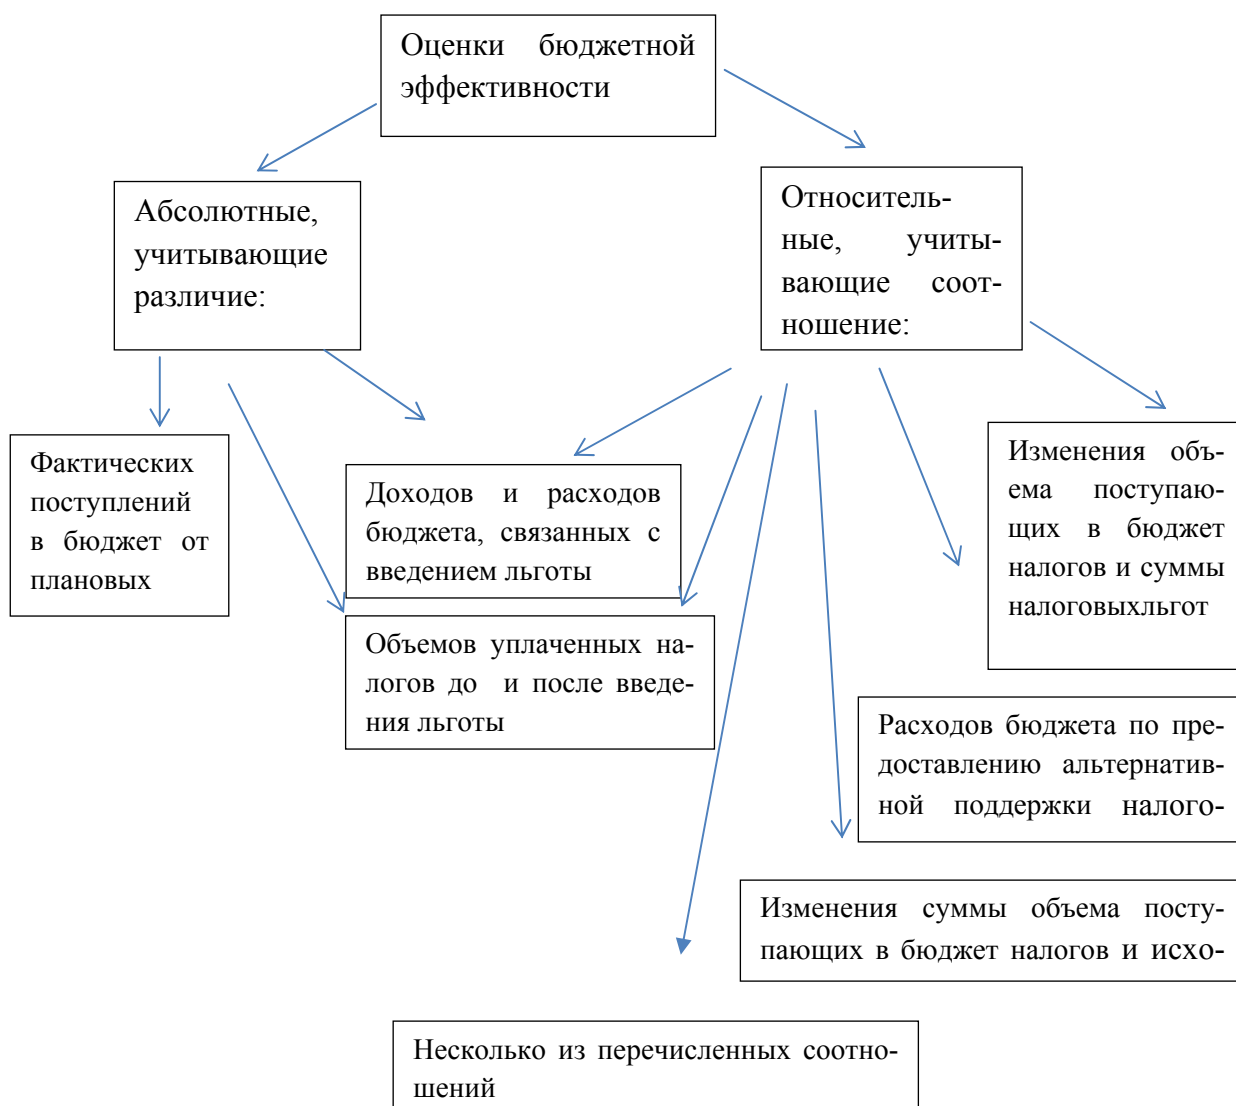 Оценки бюджетной
эффективности
Абсолютные,
учитывающие
различие:
Относитель-
ные, учиты-
вающие соот-
ношение:
Фактических
поступлений
в бюджет от
плановых
Доходов и расходов
бюджета, связанных с
введением льготы
Объемов уплаченных на-
логов до и после введе-
ния льготы
Изменения объ-
ема поступаю-
щих в бюджет
налогов и суммы
налоговыхльгот
Расходов бюджета по пре-
доставлению альтернатив-
ной поддержки налого-
Изменения суммы объема посту-
пающих в бюджет налогов и исхо-
Несколько из перечисленных соотно-
шений